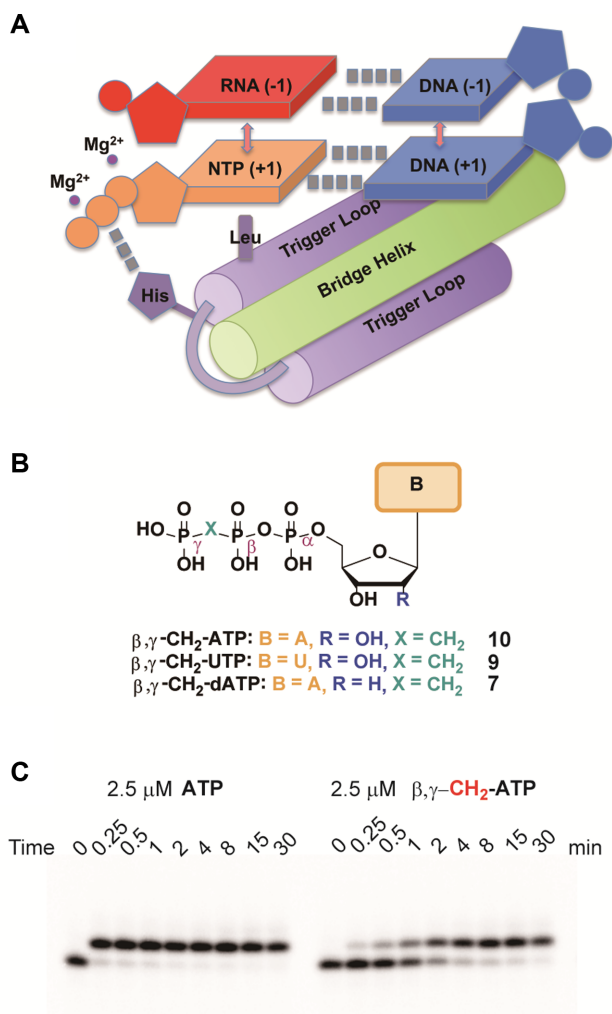 A
RNA (-1)
DNA (-1)
Mg2+
NTP (+1)
DNA (+1)
Mg2+
Leu
Trigger Loop
Bridge Helix
His
Trigger Loop
B
B
O O O
HO-P-X-P-O-P-O
γ β α
OH OH OH
O
OH R
β,γ-CH2-ATP: B = A, R = OH, X = CH2 10
β,γ-CH2-UTP: B = U, R = OH, X = CH2 9
β,γ-CH2-dATP: B = A, R = H, X = CH2 7
C
2.5 μM ATP 2.5 μM β,γ–CH2-ATP
Time 0 0.25 0.5 1 2 4 8 15 30 0 0.25 0.5 1 2 4 8 15 30 min